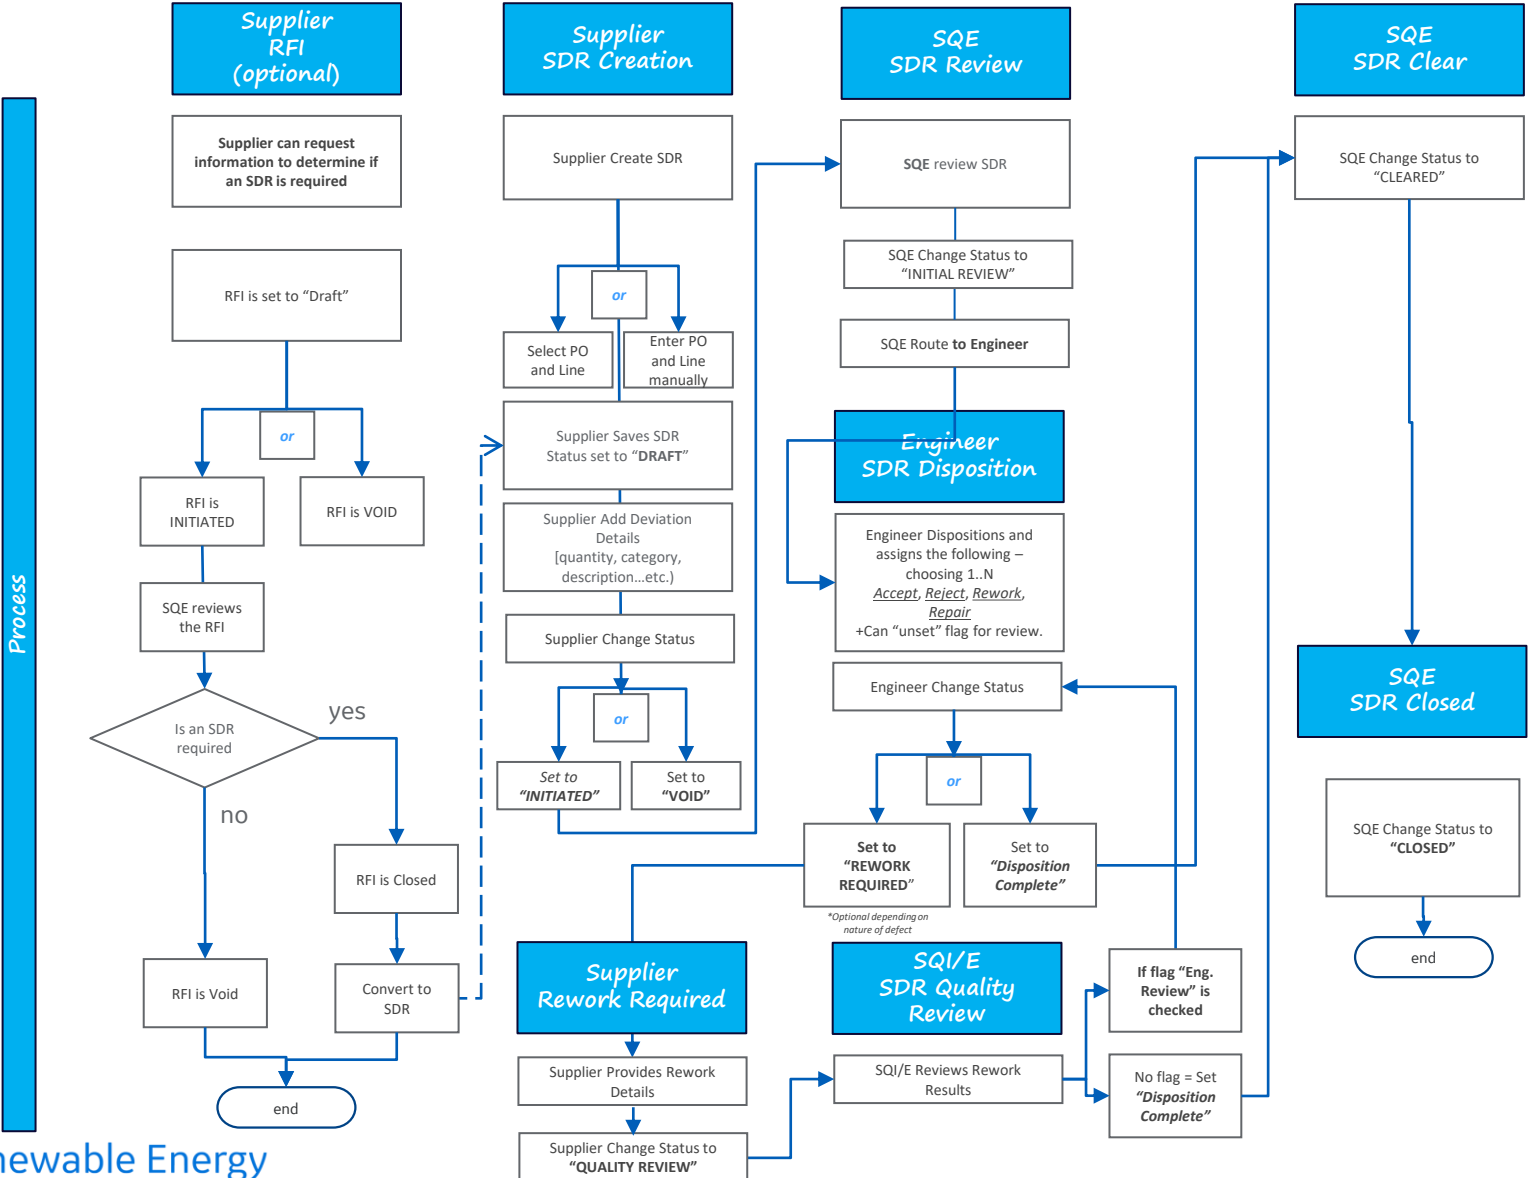 Supplier
RFI
(optional)
Supplier can request
information to determine if
an SDR is required
RFI is set to “Draft”
or
RFI is
INITIATED
RFI is VOID
SQE reviews
the RFI
Is an SDR
required
yes
no
RFI is Closed
RFI is Void
Convert to
SDR
end
Process
Supplier
SDR Creation
Supplier Create SDR
or
Select PO
and Line
Enter PO
and Line
manually
Supplier Saves SDR
Status set to “DRAFT”
Supplier Add Deviation
Details
[quantity, category,
description…etc.)
Supplier Change Status
or
Set to
“INITIATED”
Set to
“VOID”
Supplier
Rework Required
Supplier Provides Rework
Details
Supplier Change Status to
“QUALITY REVIEW”
SQE
SDR Review
SQE review SDR
SQE Change Status to
“INITIAL REVIEW”
SQE Route to Engineer
Engineer
SDR Disposition
Engineer Dispositions and
assigns the following –
choosing 1..N
Accept, Reject, Rework,
Repair
+Can “unset” flag for review.
Engineer Change Status
or
Set to
“REWORK
REQUIRED”
Set to
“Disposition
Complete”
*Optional depending on
nature of defect
SQI/E
SDR Quality
Review
SQI/E Reviews Rework
Results
If flag “Eng.
Review” is
checked
No flag = Set
“Disposition
Complete”
SQE
SDR Clear
SQE Change Status to
“CLEARED”
SQE
SDR Closed
SQE Change Status to
“CLOSED”
end
Energy